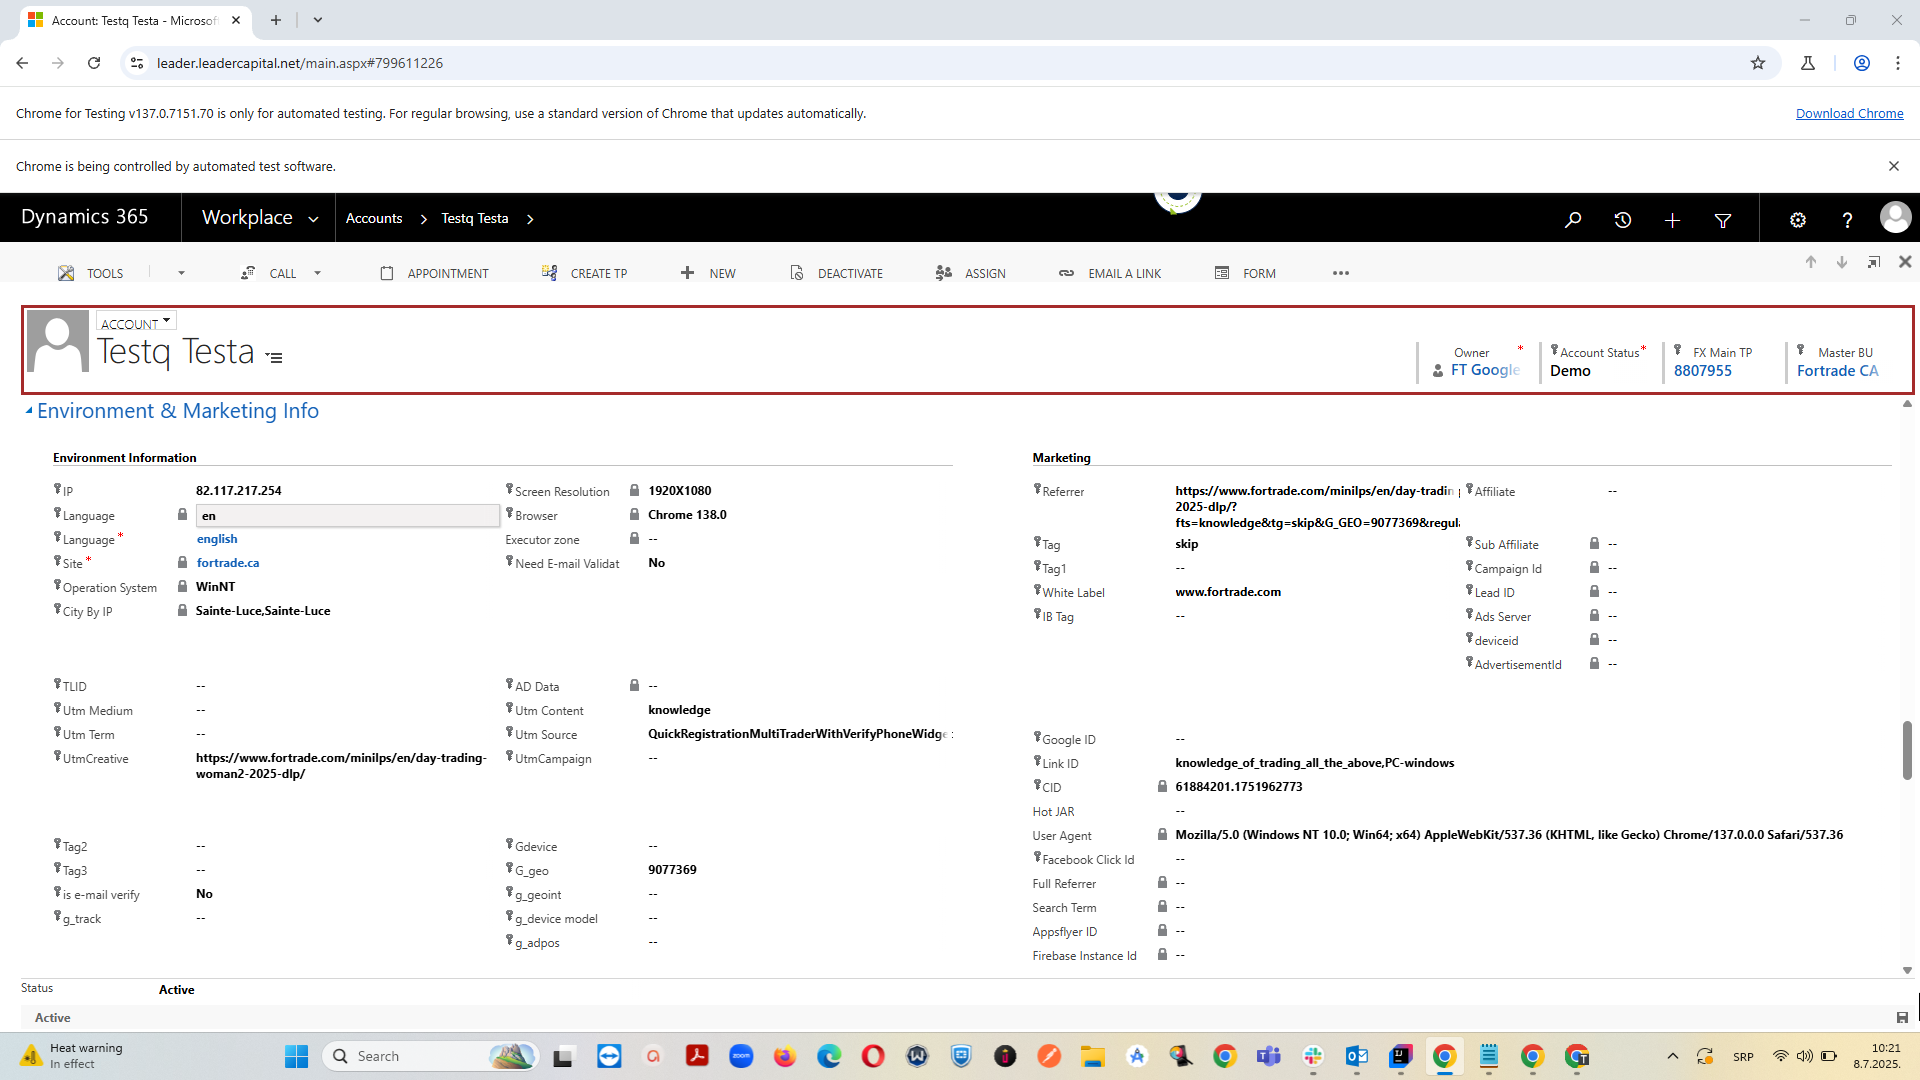 Account: Testq Testa - Microsof
leader.leadercapital.net/main.aspx#799611226
Chrome for Testing v137.0.7151.70 is only for automated testing. For regular browsing, use a standard version of Chrome that updates automatically.
Download Chrome
Chrome is being controlled by automated test software.
Dynamics 365
Workplace
Accounts
Testq Testa
TOOLS
CALL
APPOINTMENT
CREATE TP
NEW
DEACTIVATE
ASSIGN
EMAIL A LINK
FORM
ACCOUNT
Testq Testa
Owner *
FT Google
Account Status *
Demo
FX Main TP
8807955
Master BU
Fortrade CA
Environment & Marketing Info
Environment Information
IP 82.117.217.254
Language en
Language * english
Site * fortrade.ca
Operation System WinNT
City By IP Sainte-Luce,Sainte-Luce
Screen Resolution 1920X1080
Browser Chrome 138.0
Executor zone --
Need E-mail Validat No
TLID --
Utm Medium --
Utm Term --
UtmCreative https://www.fortrade.com/minilps/en/day-trading-
woman2-2025-dlp/
AD Data --
Utm Content knowledge
Utm Source QuickRegistrationMultiTraderWithVerifyPhoneWidge
UtmCampaign --
Tag2 --
Tag3 --
is e-mail verify No
g_track --
Gdevice --
G_geo 9077369
g_geoint --
g_device model --
g_adpos --
Marketing
Referrer https://www.fortrade.com/minilps/en/day-tradin
2025-dlp/?
fts=knowledge&tg=skip&G_GEO=9077369&regula
Tag skip
Tag1 --
White Label www.fortrade.com
IB Tag --
Affiliate --
Sub Affiliate --
Campaign Id --
Lead ID --
Ads Server --
deviceid --
AdvertisementId --
Google ID --
Link ID knowledge_of_trading_all_the_above,PC-windows
CID 61884201.1751962773
Hot JAR --
User Agent Mozilla/5.0 (Windows NT 10.0; Win64; x64) AppleWebKit/537.36 (KHTML, like Gecko) Chrome/137.0.0.0 Safari/537.36
Facebook Click Id --
Full Referrer --
Search Term --
Appsflyer ID --
Firebase Instance Id --
Status Active
Active
Heat warning
In effect
Search
zoom
SRP
10:21
8.7.2025.